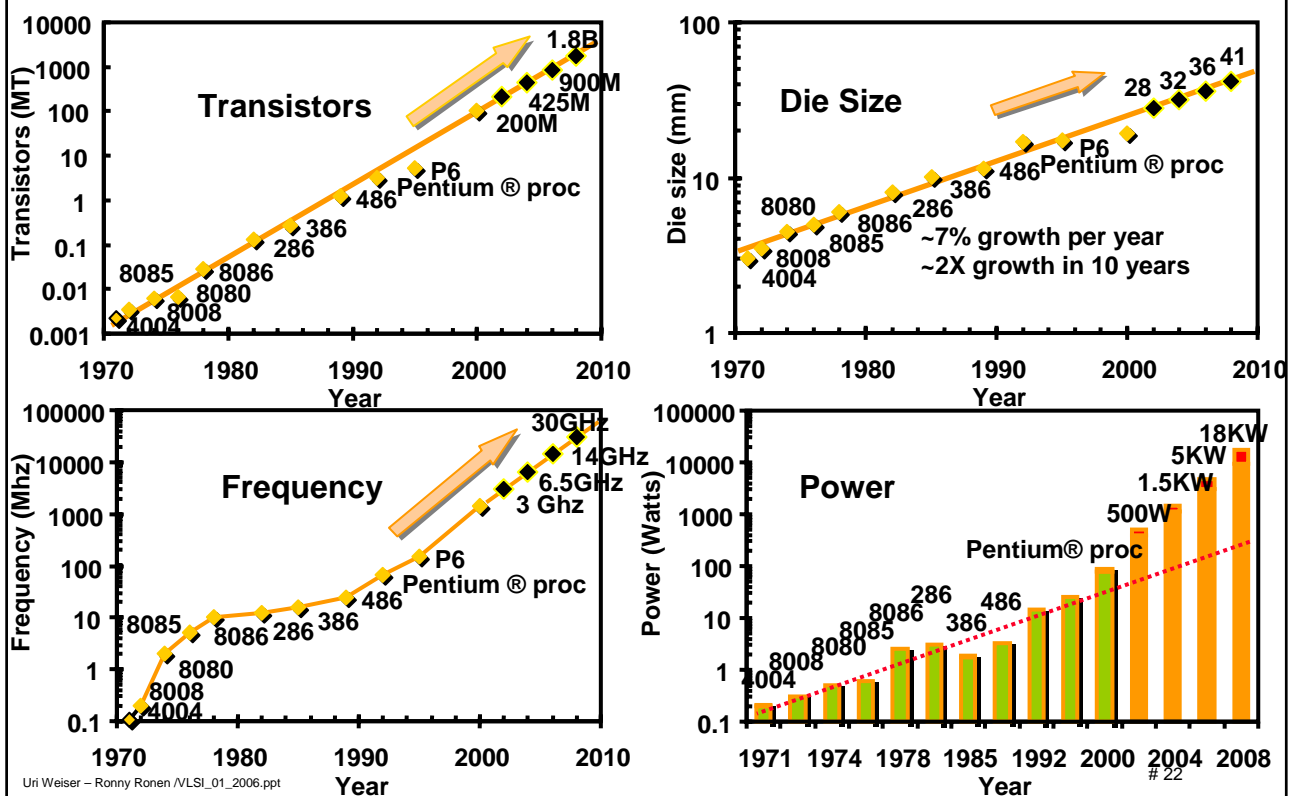 Transistors (MT)
10000
1000
100
10
1
0.1
0.01
0.001
Transistors
1.8B
900M
425M
200M
P6
Pentium ® proc
486
386
286
8086
8085
8080
8008
4004
1970 1980 1990 2000 2010
Year
Die size (mm)
100
10
1
Die Size
28 32 36 41
P6
Pentium ® proc
486
386
286
8086
8080
8085
8008
4004
~7% growth per year
~2X growth in 10 years
1970 1980 1990 2000 2010
Year
Frequency (Mhz)
100000
10000
1000
100
10
1
0.1
Frequency
30GHz
14GHz
6.5GHz
3 Ghz
P6
Pentium ® proc
486
386
286
8086
8085
8080
8008
4004
1970 1980 1990 2000 2010
Year
Power (Watts)
10000
1000
100
10
1
0.1
Power
18KW
5KW
1.5KW
500W
Pentium® proc
486
386
286
8086
8085
8080
8008
4004
1971 1974 1978 1985 1992 2000 2004 2008
Year
Uri Weiser – Ronny Ronen /VLSI_01_2006.ppt
# 22